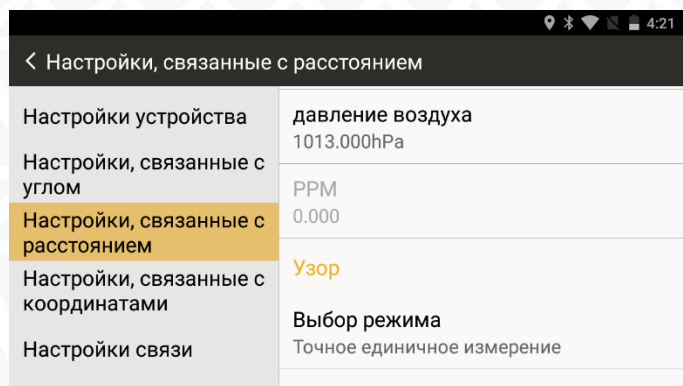 4:21
Настройки, связанные с расстоянием
Настройки устройства
Настройки, связанные с
углом
Настройки, связанные с
расстоянием
Настройки, связанные с
координатами
Настройки связи
давление воздуха
1013.000hPa
PPM
0.000
Узор
Выбор режима
Точное единичное измерение